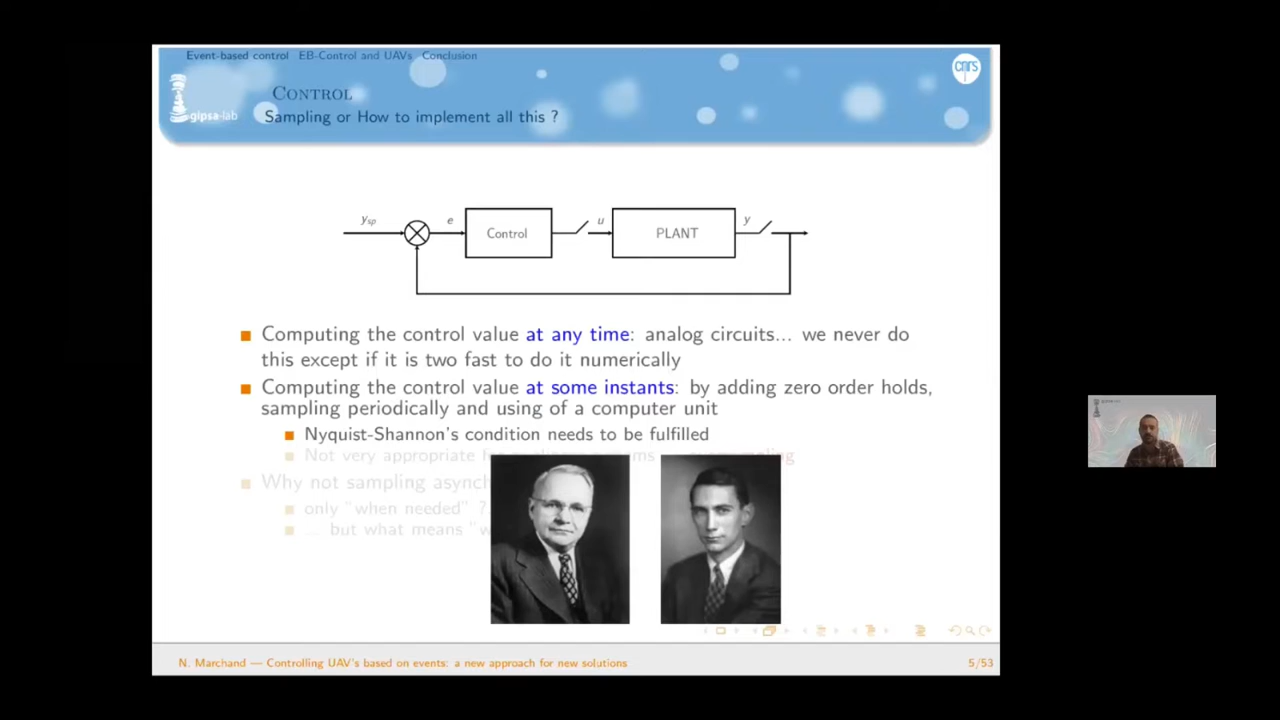 Event-based control EB-Control and UAVs Conclusion
cnrs
CONTROL
gipsa-lab
Sampling or How to implement all this ?
ysp
e
Control
u
PLANT
y
Computing the control value at any time: analog circuits... we never do
this except if it is two fast to do it numerically
Computing the control value at some instants: by adding zero order holds,
sampling periodically and using of a computer unit
Nyquist-Shannon's condition needs to be fulfilled
Not very appropriate
Why not sampling asynch
only "when needed" ?
... but what means "w
N. Marchand — Controlling UAV's based on events: a new approach for new solutions
5/53